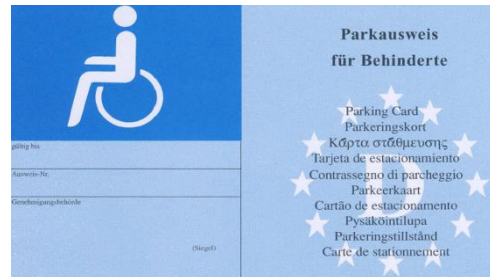 gültig bis
Ausweis-Nr.
Genehmigungsbehörde
(Siegel)
Parkausweis
für Behinderte
Parking Card
Parkeringskort
Κάρτα στάθμευσης
Tarjeta de estacionamiento
Contrassegno di parcheggio
Parkeerkaart
Cartão de estacionamento
Pysäköintilupa
Parkeringstillstånd
Carte de stationnement
D